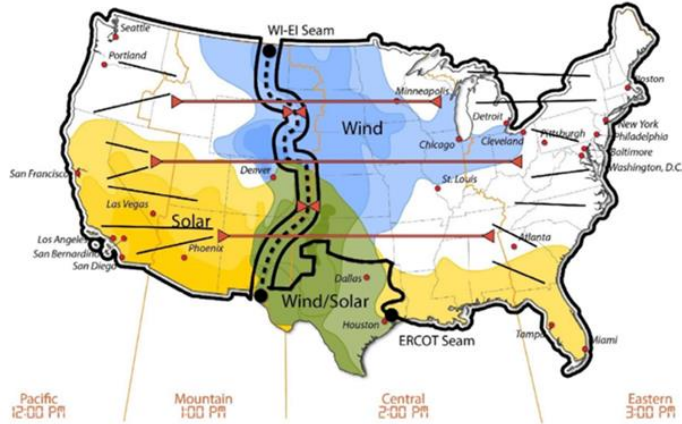 WI-EI Seam
Seattle
Portland
Minneapolis
Boston
Wind
Detroit
New York
Pittsburgh
Philadelphia
Chicago
Cleveland
Baltimore
Washington, D.C.
San Francisco
Denver
St. Louis
Las Vegas
Solar
Los Angeles
Phoenix
Atlanta
San Bernardino
San Diego
Dallas
Wind/Solar
Houston
ERCOT Seam
Tampa
Miami
Pacific
12:00 PM
Mountain
1:00 PM
Central
2:00 PM
Eastern
3:00 PM